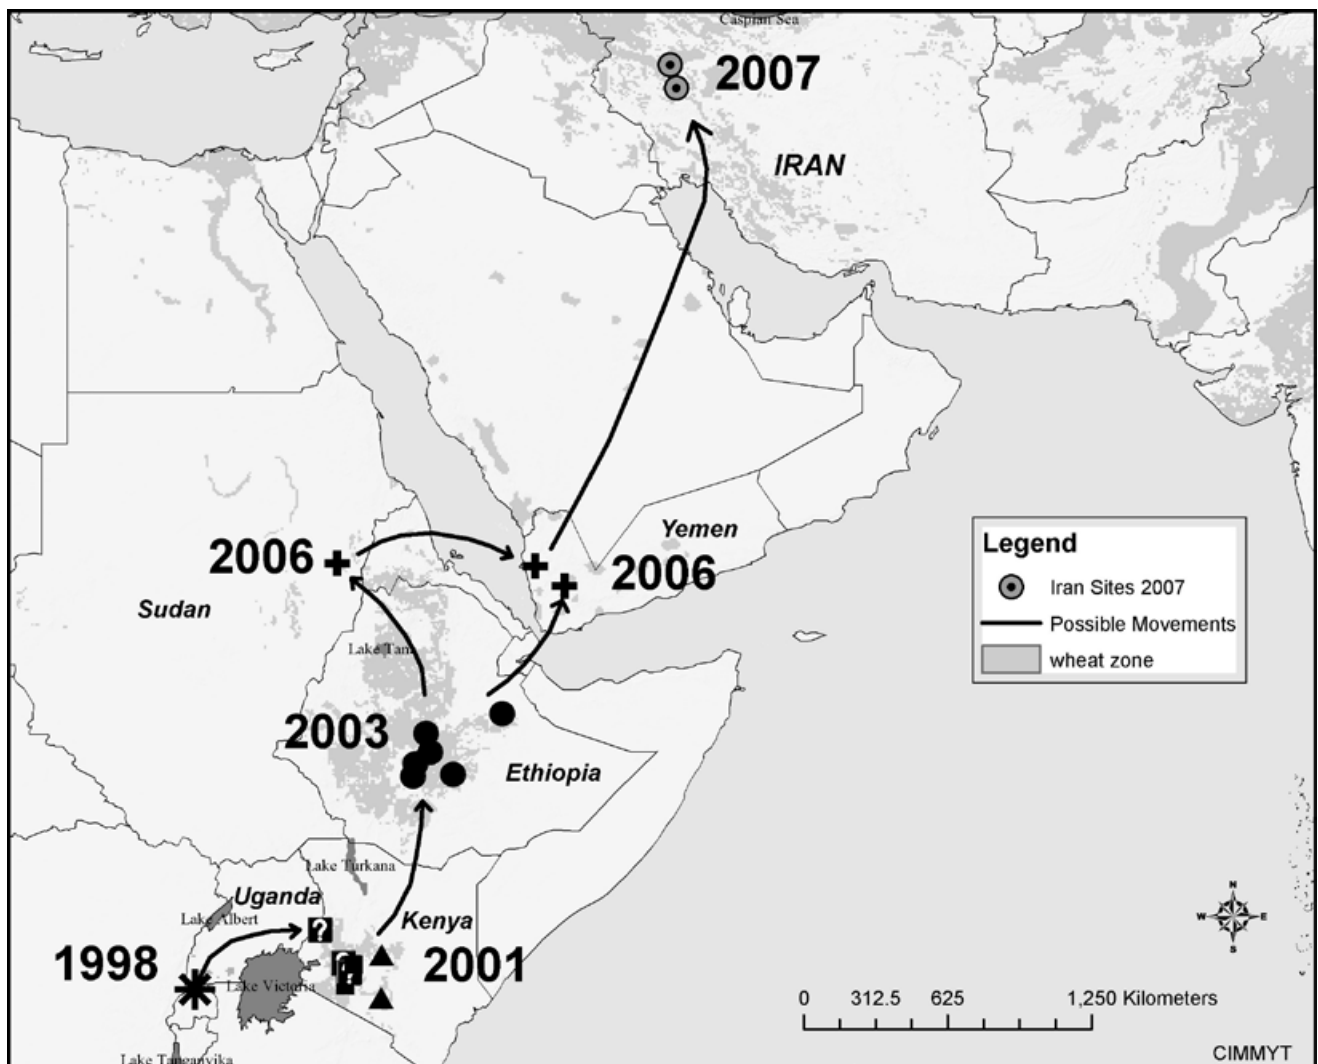 Caspian Sea
2007
IRAN
Yemen
2006
2006
Sudan
Legend
Iran Sites 2007
Possible Movements
wheat zone
Lake Tana
2003
Ethiopia
Lake Turkana
Uganda
Lake Albert
?
Kenya
1998
2001
?
Lake Victoria
N
W
E
S
0 312.5 625 1,250 Kilometers
Lake Tanganyika
CIMMYT